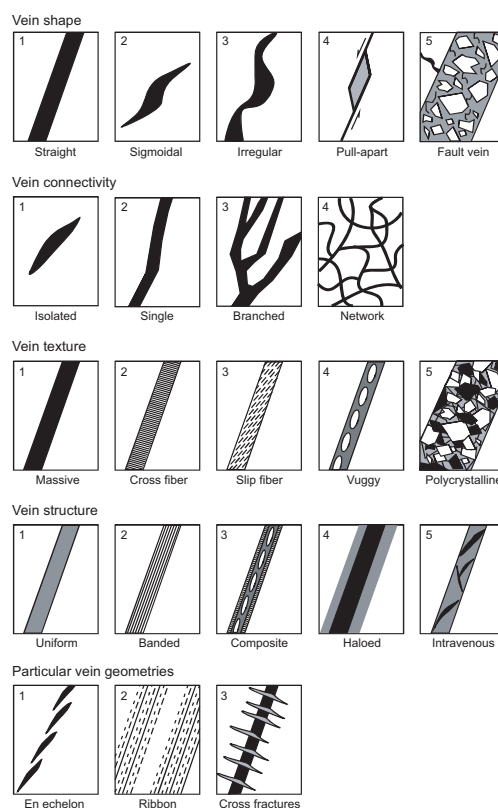 Vein shape
1 2 3 4 5
Straight Sigmoidal Irregular Pull-apart Fault vein
Vein connectivity
1 2 3 4
Isolated Single Branched Network
Vein texture
1 2 3 4 5
Massive Cross fiber Slip fiber Vuggy Polycrystalline
Vein structure
1 2 3 4 5
Uniform Banded Composite Haloed Intravenous
Particular vein geometries
1 2 3
En echelon Ribbon Cross fractures